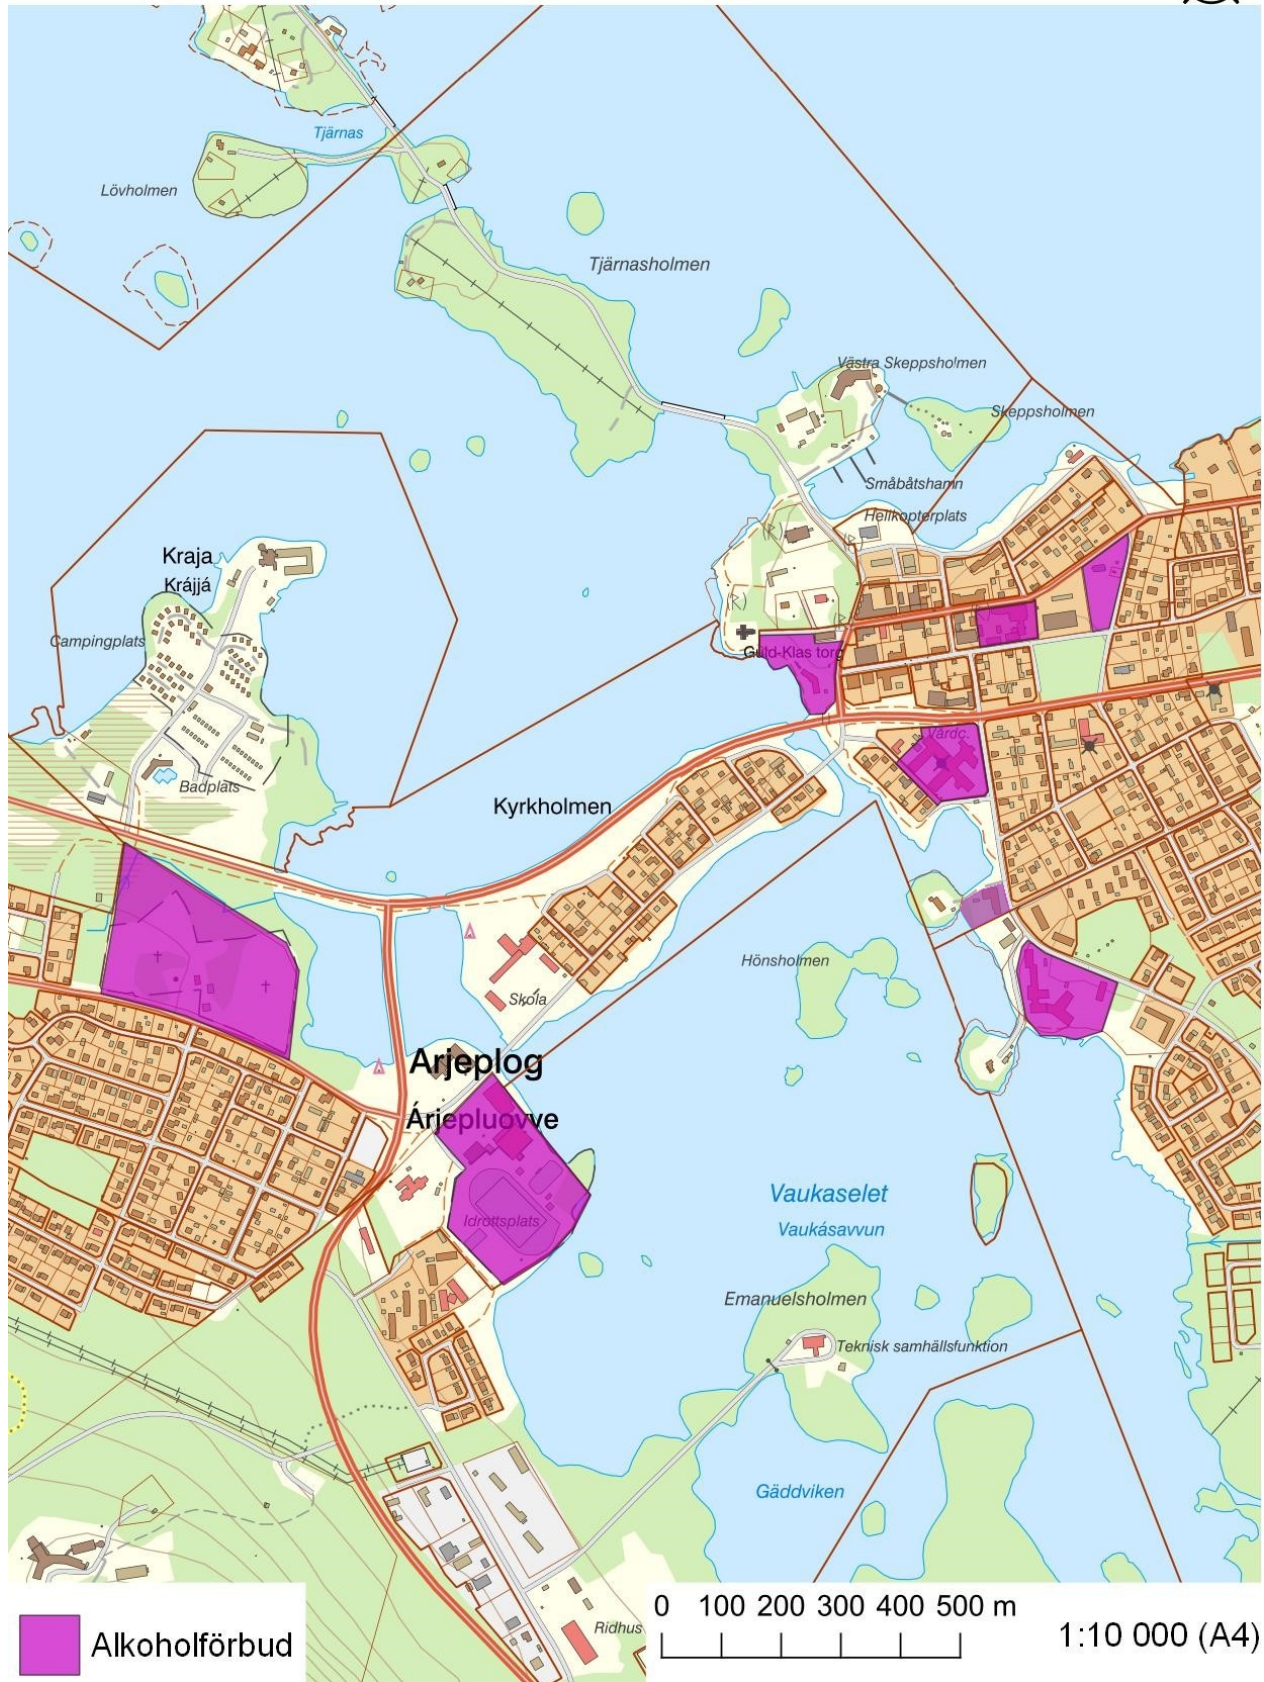 Tjärnas
Lövholmen
Tjärnasholmen
Västra Skeppsholmen
Skeppsholmen
Småbåtshamn
Helikopterplats
Kraja
Krájjá
Campingplats
Guld-Klas torg
Vårdc.
Badplats
Kyrkholmen
Hönsholmen
Skola
Arjeplog
Árjepluovve
Vaukaselet
Idrottsplats
Vaukásavvun
Emanuelsholmen
Teknisk samhällsfunktion
Gäddviken
Ridhus
0 100 200 300 400 500 m
1:10 000 (A4)
Alkoholförbud